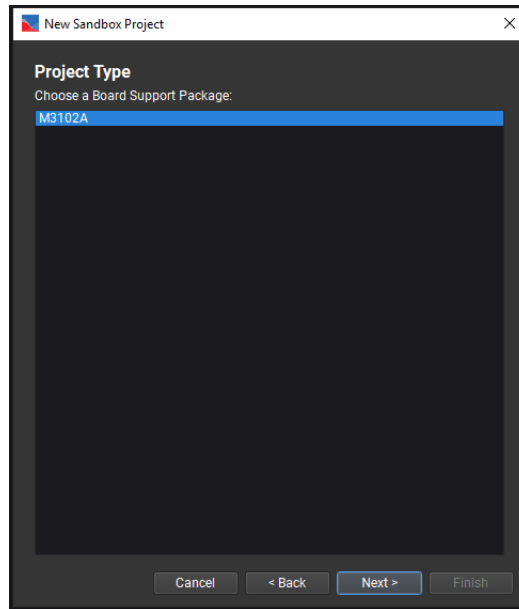 New Sandbox Project
Project Type
Choose a Board Support Package:
M3102A
Cancel < Back Next > Finish